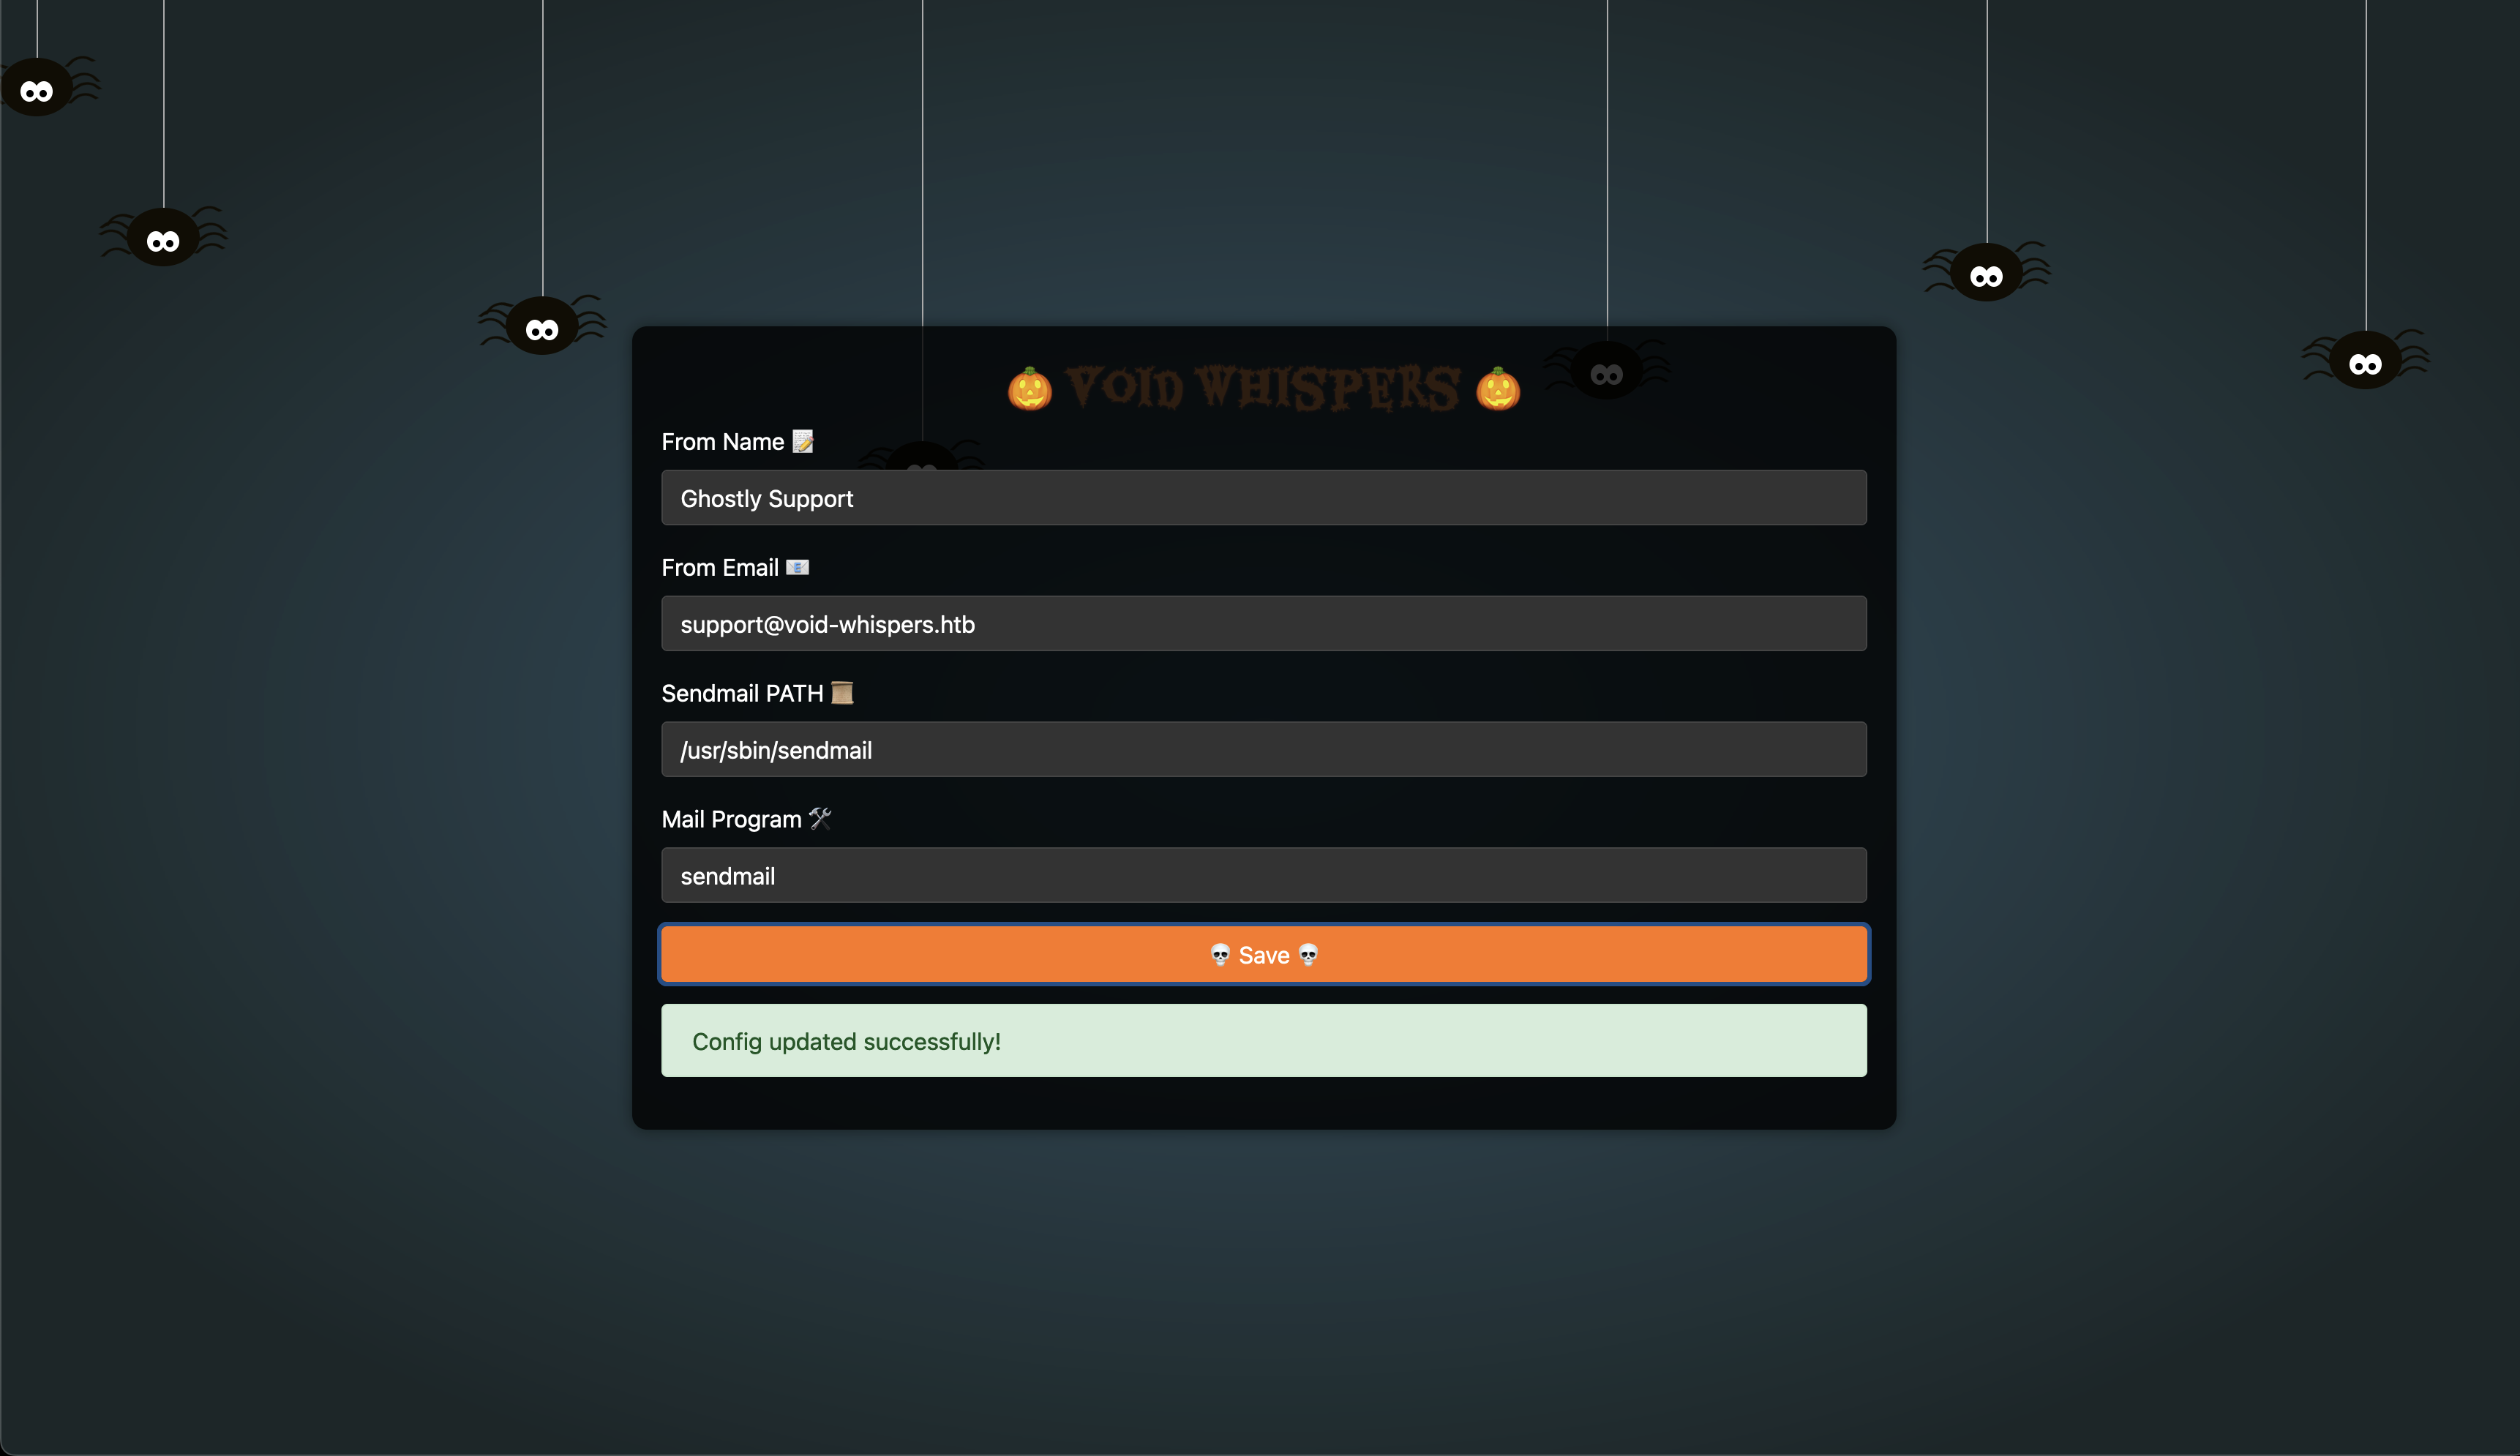 🎃 VOID WHISPERS 🎃
From Name 📝
Ghostly Support
From Email 📧
support@void-whispers.htb
Sendmail PATH 📜
/usr/sbin/sendmail
Mail Program 🛠️
sendmail
💀 Save 💀
Config updated successfully!